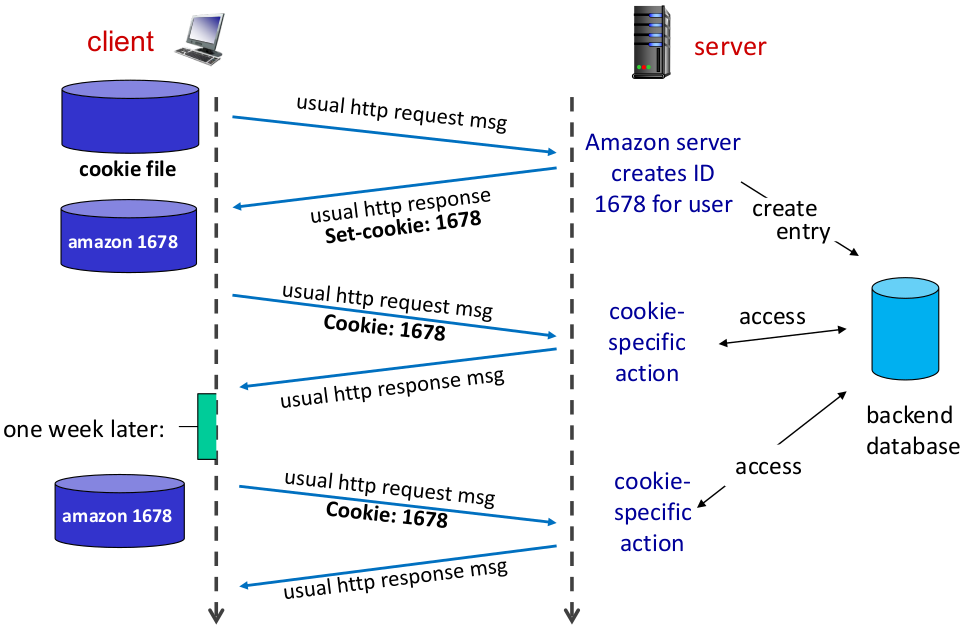 client
server
usual http request msg
cookie file
Amazon server
creates ID
1678 for user
create
entry
usual http response
Set-cookie: 1678
amazon 1678
usual http request msg
Cookie: 1678
cookie-
specific
action
access
usual http response msg
backend
database
one week later:
access
usual http request msg
Cookie: 1678
amazon 1678
cookie-
specific
action
usual http response msg